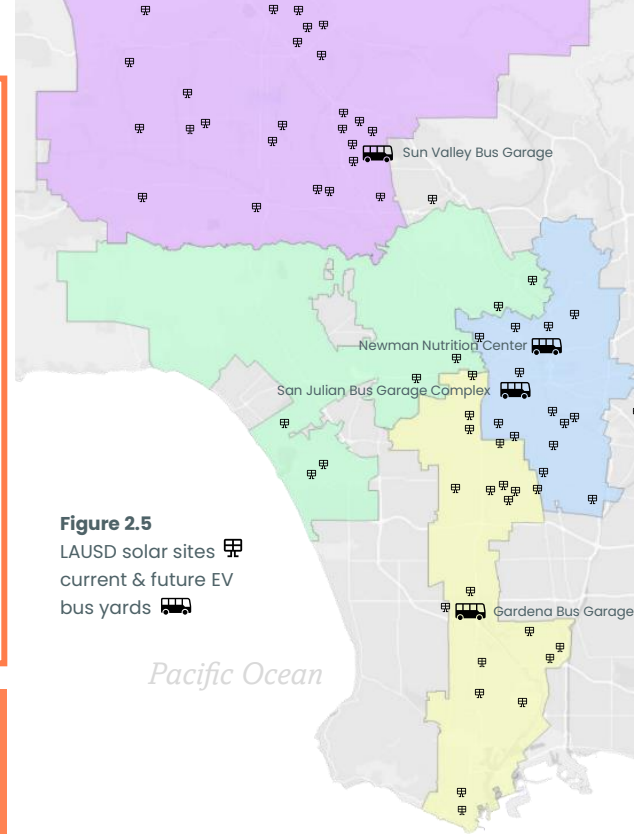 Sun Valley Bus Garage
Newman Nutrition Center
San Julian Bus Garage Complex
Figure 2.5
LAUSD solar sites
current & future EV
bus yards
Gardena Bus Garage
Pacific Ocean